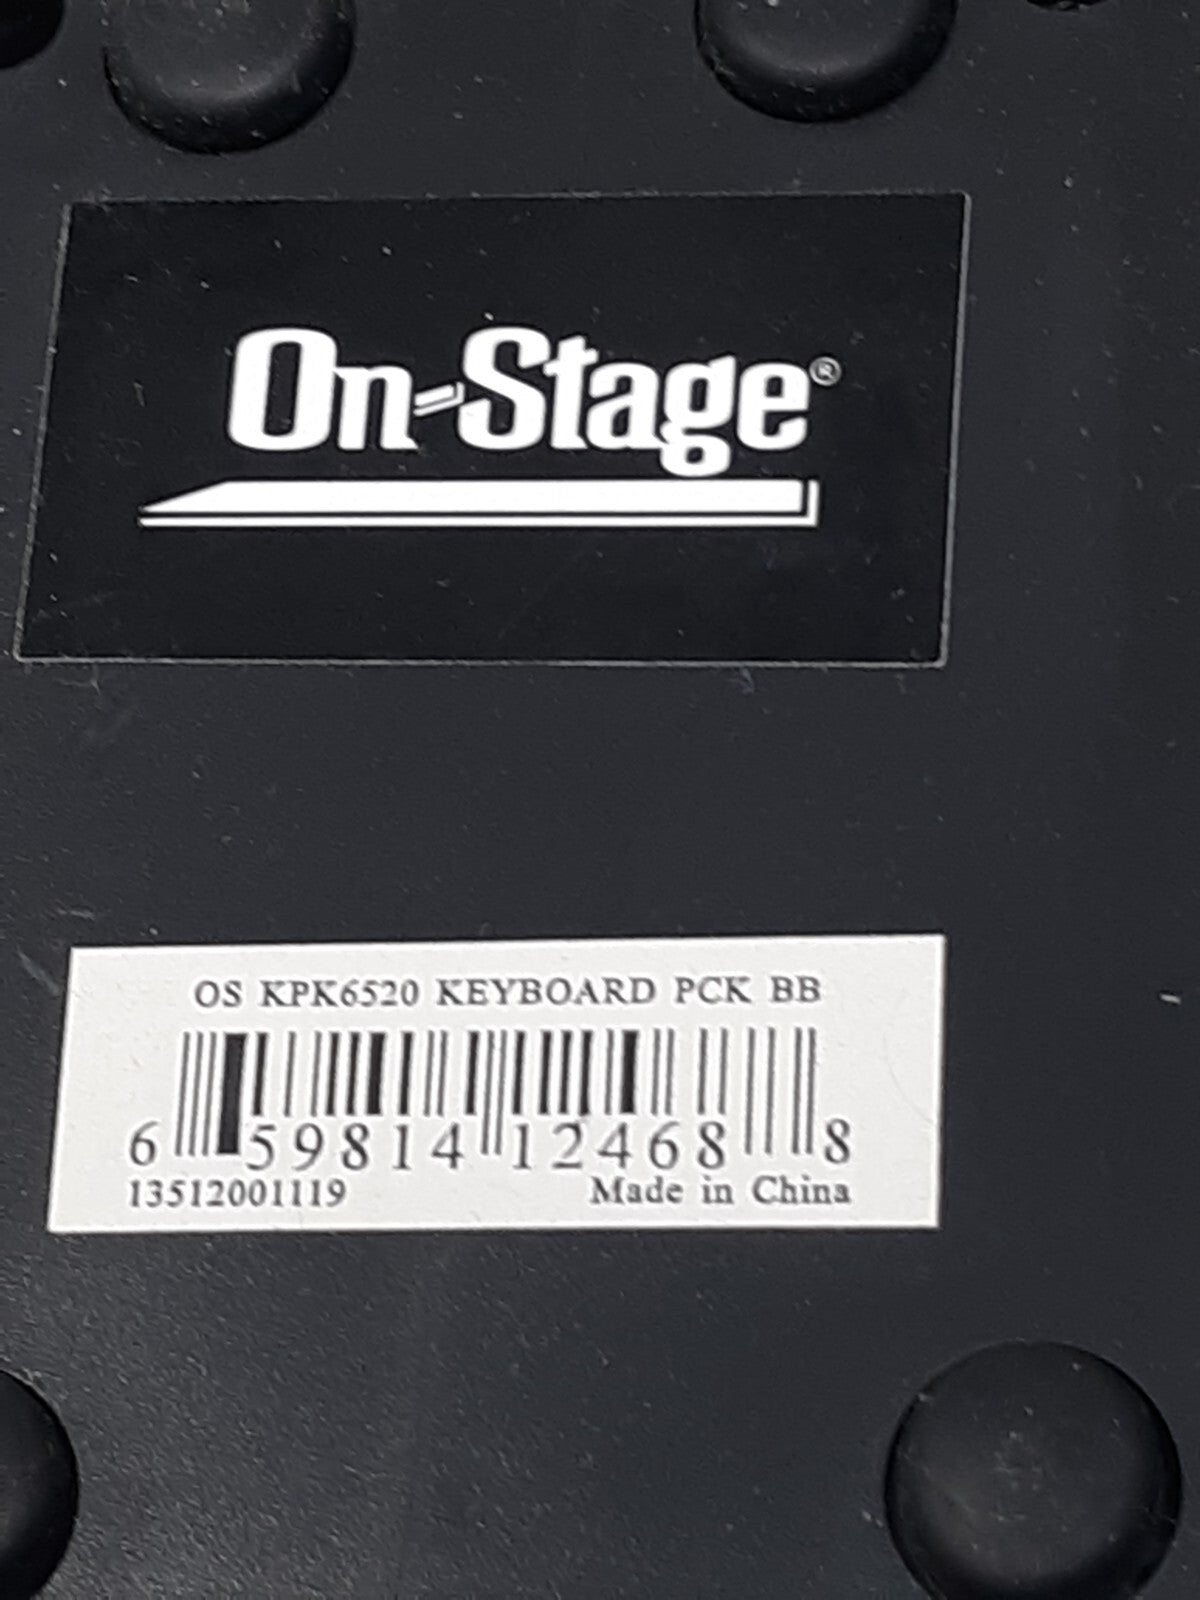 On-Stage®
OS KPK6520 KEYBOARD PCK BB
6 59814 12468 8
13512001119 Made in China